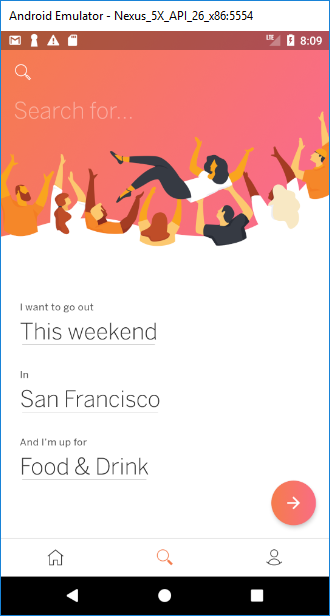 Android Emulator - Nexus_5X_API_26_x86:5554
LTE 8:09
Search for...
I want to go out
This weekend
In
San Francisco
And I'm up for
Food & Drink